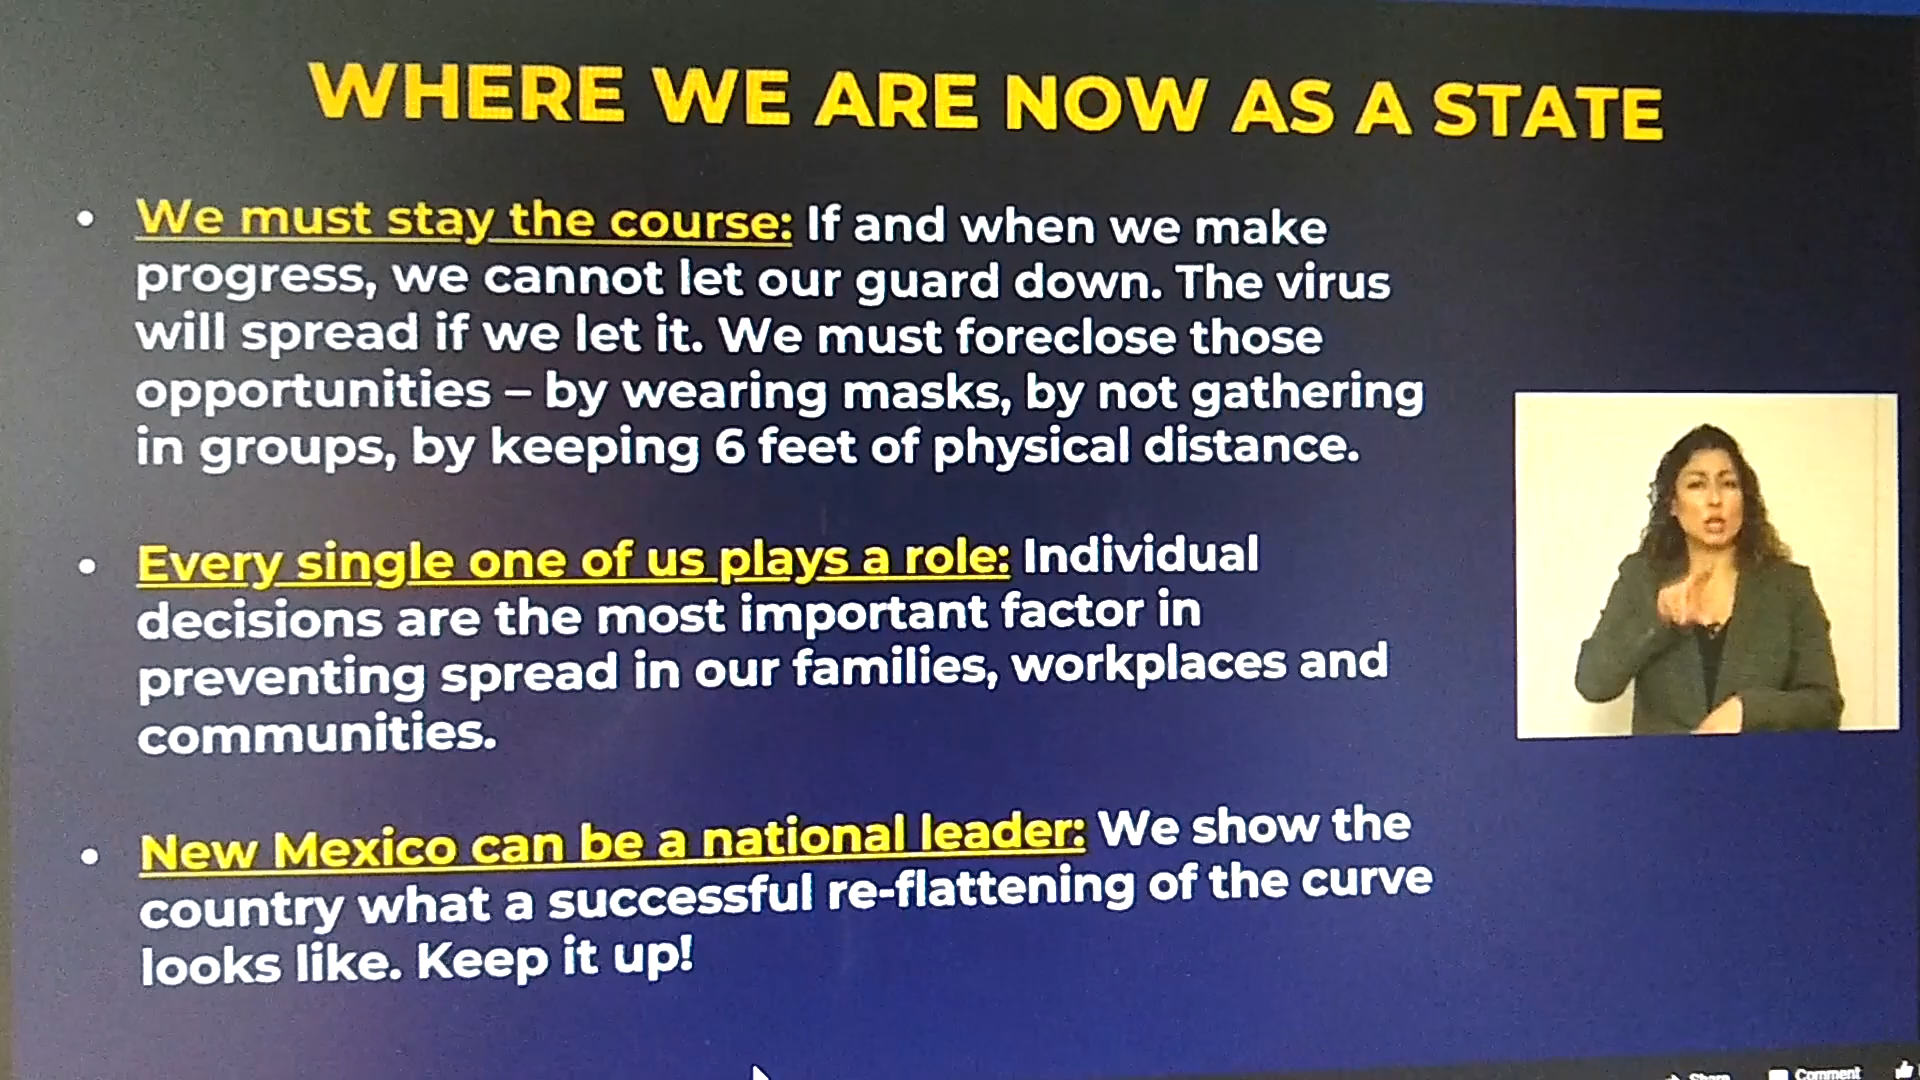 WHERE WE ARE NOW AS A STATE
• We must stay the course: If and when we make
progress, we cannot let our guard down. The virus
will spread if we let it. We must foreclose those
opportunities – by wearing masks, by not gathering
in groups, by keeping 6 feet of physical distance.
• Every single one of us plays a role: Individual
decisions are the most important factor in
preventing spread in our families, workplaces and
communities.
• New Mexico can be a national leader: We show the
country what a successful re-flattening of the curve
looks like. Keep it up!
Share Comment